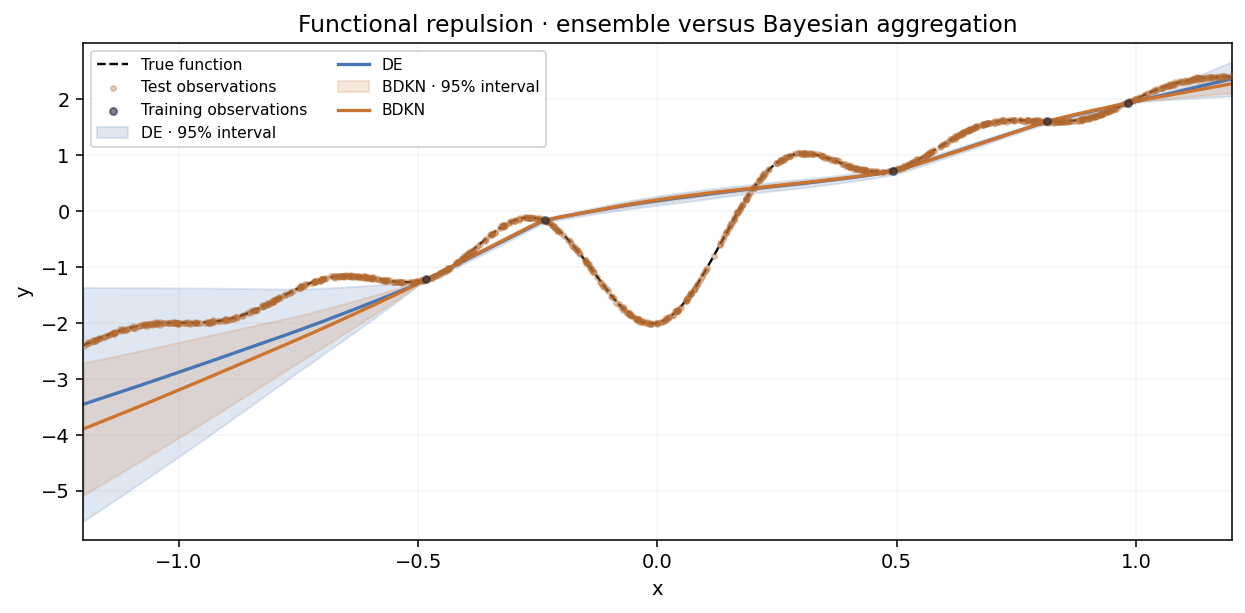 Functional repulsion · ensemble versus Bayesian aggregation
True function
Test observations
Training observations
DE · 95% interval
DE
BDKN · 95% interval
BDKN
y
2
1
0
−1
−2
−3
−4
−5
−1.0 −0.5 0.0 0.5 1.0
x